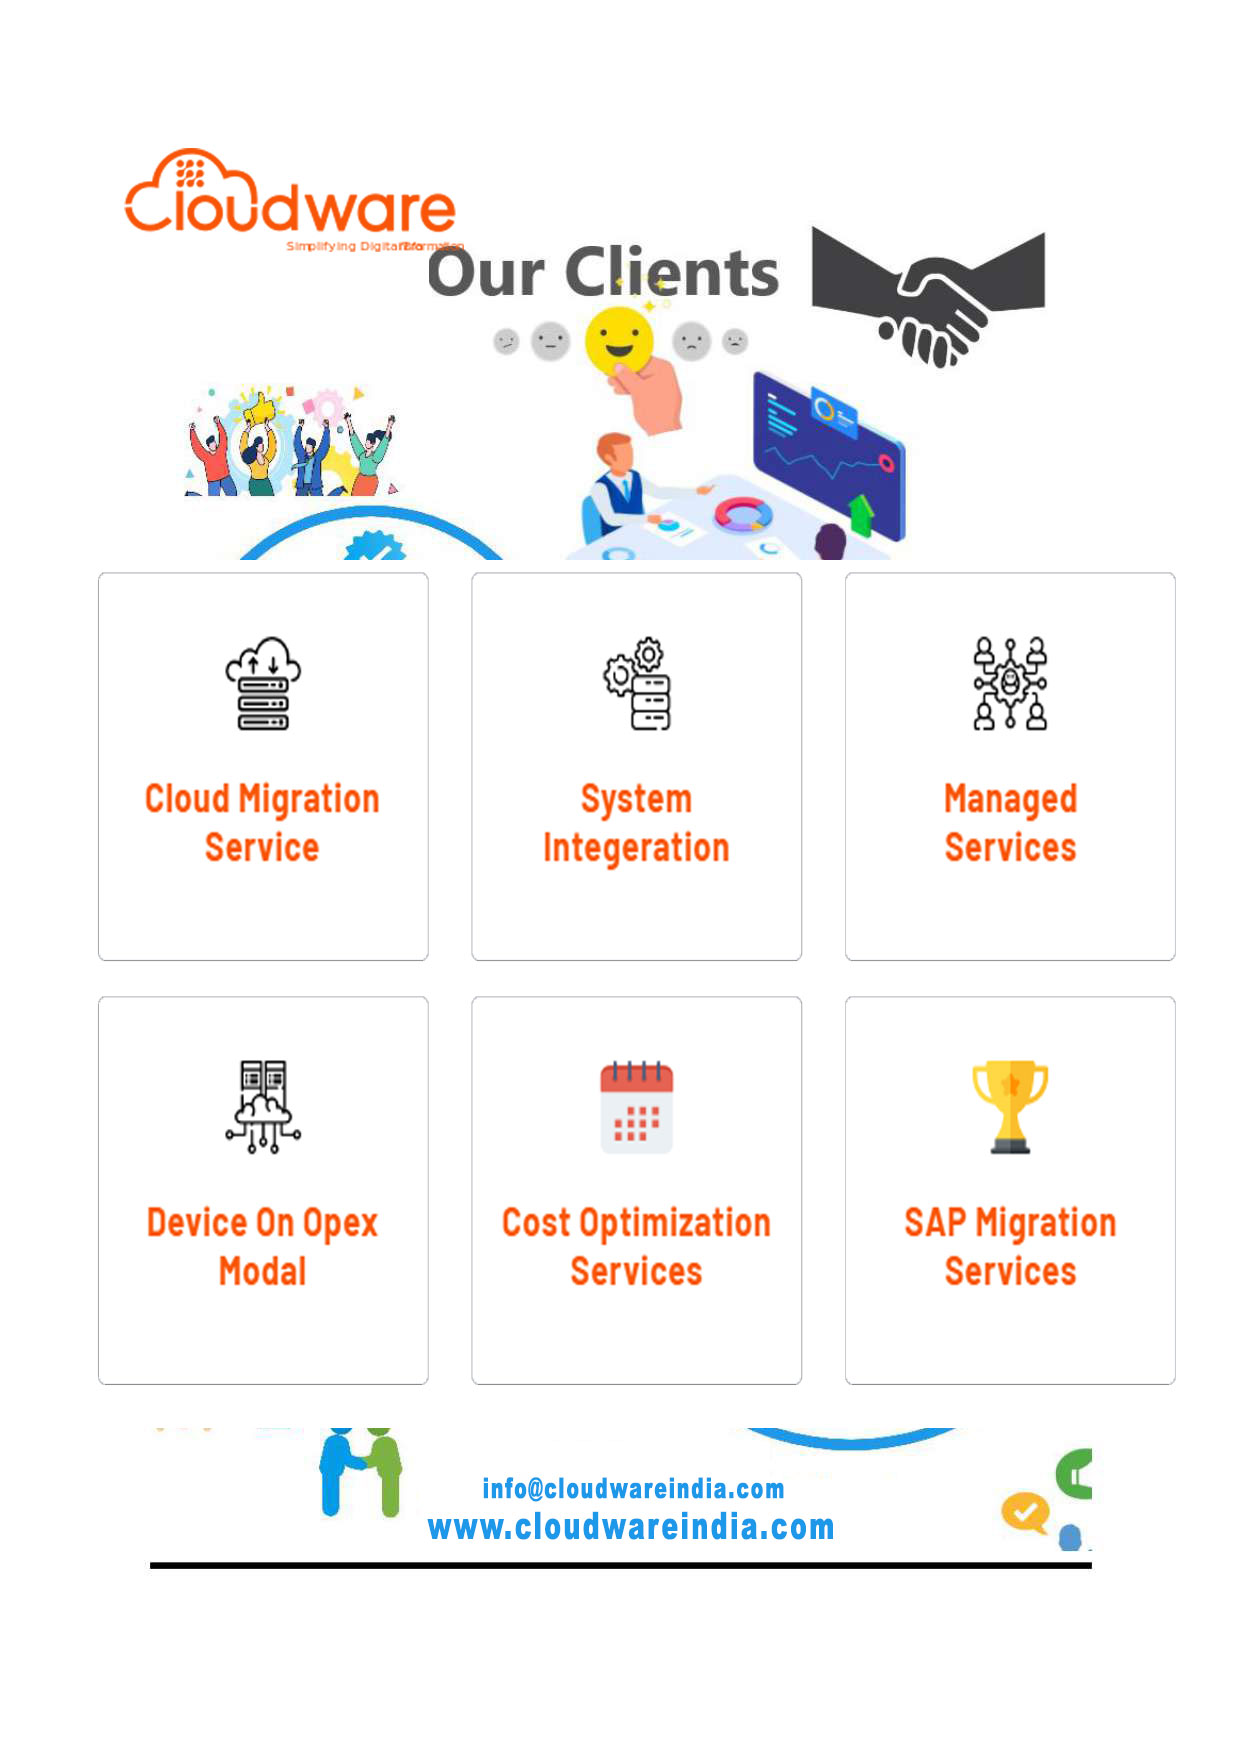 Cloudware
Simplifying Digital
Our Clients
Cloud Migration
Service
System
Integeration
Managed
Services
Device On Opex
Modal
Cost Optimization
Services
SAP Migration
Services
info@cloudwareindia.com
www.cloudwareindia.com